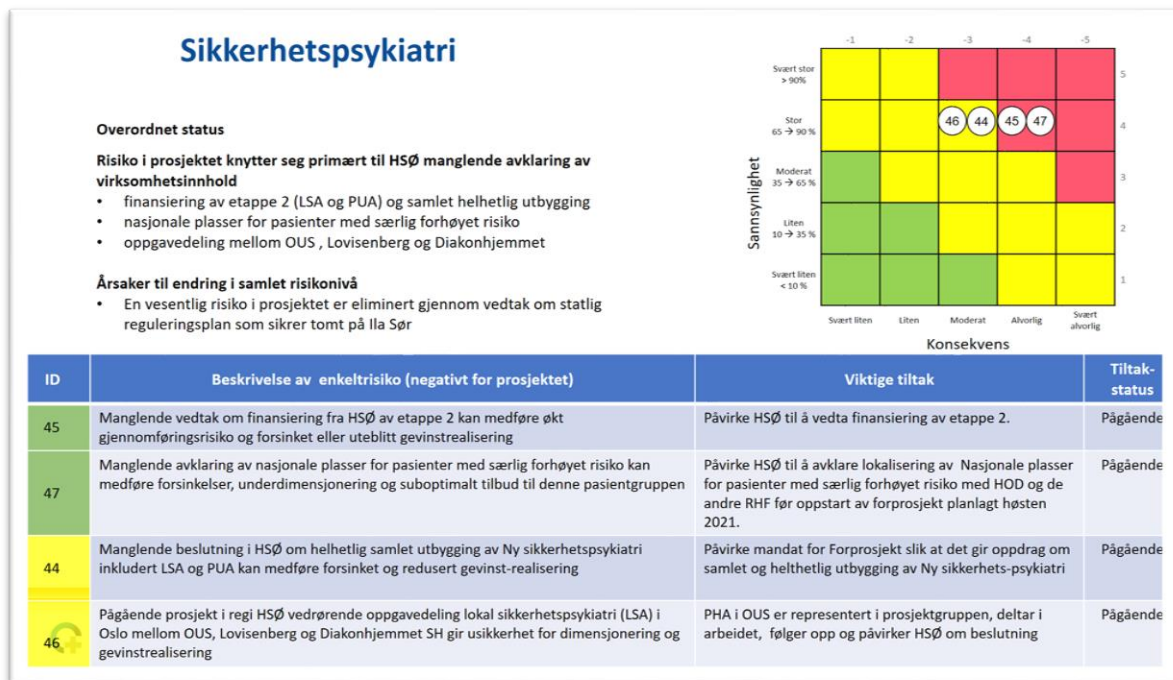 Sikkerhetspsykiatri
Overordnet status
Risiko i prosjektet knytter seg primært til HSØ manglende avklaring av
virksomhetsinnhold
• finansiering av etappe 2 (LSA og PUA) og samlet helhetlig utbygging
• nasjonale plasser for pasienter med særlig forhøyet risiko
• oppgavedeling mellom OUS , Lovisenberg og Diakonhjemmet
Årsaker til endring i samlet risikonivå
• En vesentlig risiko i prosjektet er eliminert gjennom vedtak om statlig
reguleringsplan som sikrer tomt på Ila Sør
-1 -2 -3 -4 -5
Svært stor
> 90%
5
Stor
65 → 90 %
46 44 45 47
4
Sannsynlighet
Moderat
35 → 65 %
3
Liten
10 → 35 %
2
Svært liten
< 10 %
1
Svært liten Liten Moderat Alvorlig Svært
alvorlig
Konsekvens
ID Beskrivelse av enkeltrisiko (negativt for prosjektet) Viktige tiltak Tiltak-
status
45
Manglende vedtak om finansiering fra HSØ av etappe 2 kan medføre økt
gjennomføringsrisiko og forsinket eller uteblitt gevinstrealisering
Påvirke HSØ til å vedta finansiering av etappe 2.
Pågående
47
Manglende avklaring av nasjonale plasser for pasienter med særlig forhøyet risiko kan
medføre forsinkelser, underdimensjonering og suboptimalt tilbud til denne pasientgruppen
Påvirke HSØ til å avklare lokalisering av Nasjonale plasser
for pasienter med særlig forhøyet risiko med HOD og de
andre RHF før oppstart av forprosjekt planlagt høsten
2021.
Pågående
44
Manglende beslutning i HSØ om helhetlig samlet utbygging av Ny sikkerhetspsykiatri
inkludert LSA og PUA kan medføre forsinket og redusert gevinst-realisering
Påvirke mandat for Forprosjekt slik at det gir oppdrag om
samlet og helthetlig utbygging av Ny sikkerhets-psykiatri
Pågående
46
Pågående prosjekt i regi HSØ vedrørende oppgavedeling lokal sikkerhetspsykiatri (LSA) i
Oslo mellom OUS, Lovisenberg og Diakonhjemmet SH gir usikkerhet for dimensjonering og
gevinstrealisering
PHA i OUS er representert i prosjektgruppen, deltar i
arbeidet, følger opp og påvirker HSØ om beslutning
Pågående